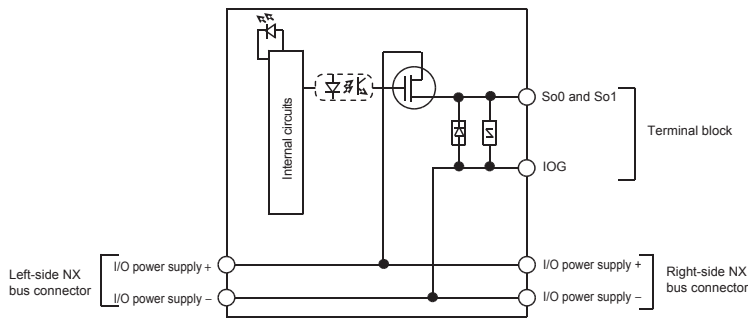 Internal circuits
So0 and So1
Terminal block
IOG
Left-side NX
bus connector
I/O power supply +
I/O power supply –
I/O power supply +
I/O power supply –
Right-side NX
bus connector